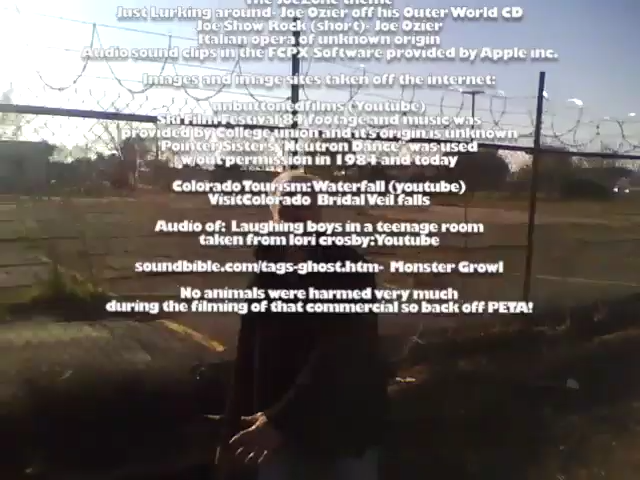 The JoeZone theme
Just Lurking around- Joe Ozier off his Outer World CD
Joe Show Rock (short)- Joe Ozier
Italian opera of unknown origin
Audio sound clips in the FCPX Software provided by Apple inc.
Images and image sites taken off the internet:
unbuttonedfilms (Youtube)
Ski Film Festival 84 footage and music was
provided by College union and it's origin is unknown
Pointer Sisters "Neutron Dance" was used
w/out permission in 1984 and today
Colorado Tourism: Waterfall (youtube)
VisitColorado Bridal Veil falls
Audio of: Laughing boys in a teenage room
taken from lori crosby:Youtube
soundbible.com/tags-ghost.htm- Monster Growl
No animals were harmed very much
during the filming of that commercial so back off PETA!